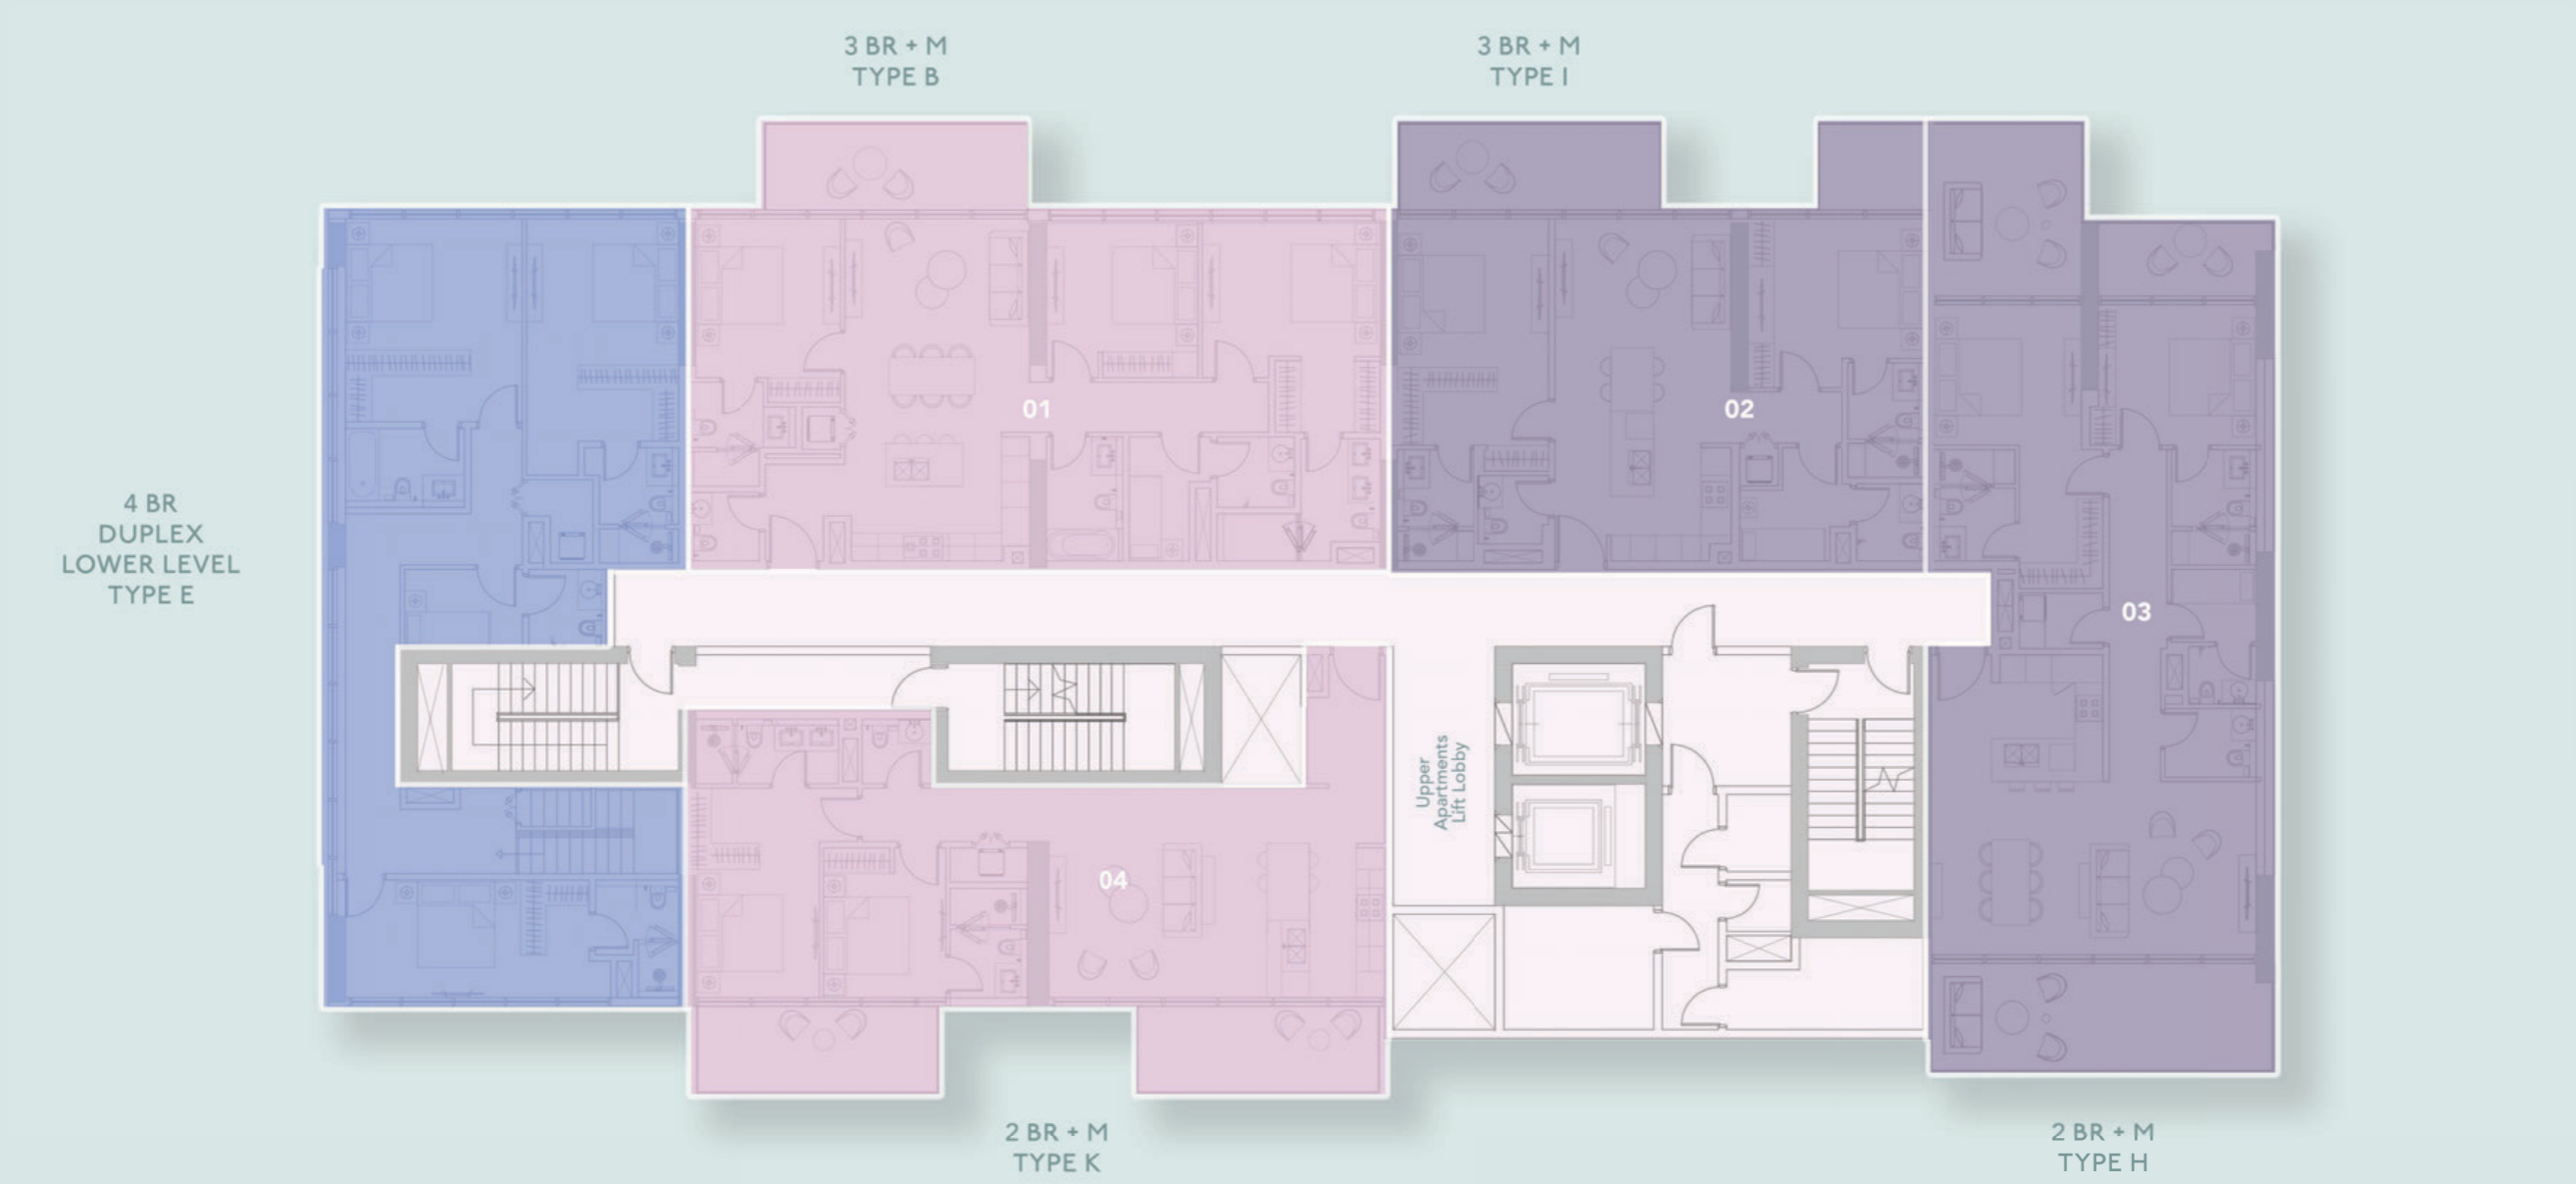 3 BR + M
TYPE B
3 BR + M
TYPE I
01
02
4 BR
DUPLEX
LOWER LEVEL
TYPE E
03
Upper
Apartments
Lift Lobby
04
2 BR + M
TYPE K
2 BR + M
TYPE H